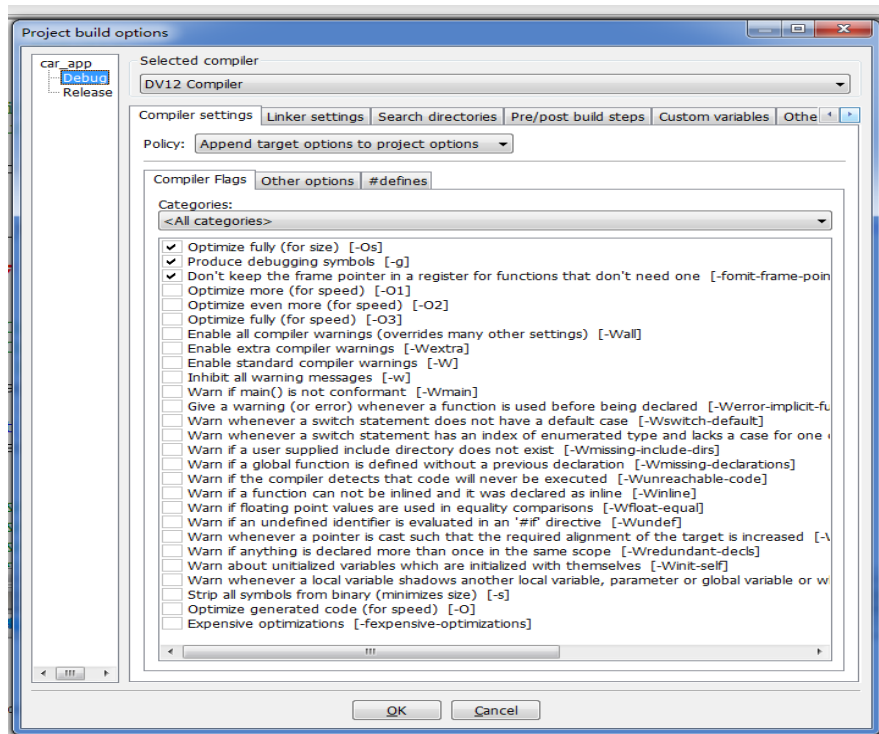 Project build options
car_app
Debug
Release
Selected compiler
DV12 Compiler
Compiler settings Linker settings Search directories Pre/post build steps Custom variables Othe
Policy: Append target options to project options
Compiler Flags Other options #defines
Categories:
<All categories>
Optimize fully (for size) [-Os]
Produce debugging symbols [-g]
Don't keep the frame pointer in a register for functions that don't need one [-fomit-frame-poin
Optimize more (for speed) [-O1]
Optimize even more (for speed) [-O2]
Optimize fully (for speed) [-O3]
Enable all compiler warnings (overrides many other settings) [-Wall]
Enable extra compiler warnings [-Wextra]
Enable standard compiler warnings [-W]
Inhibit all warning messages [-w]
Warn if main() is not conformant [-Wmain]
Give a warning (or error) whenever a function is used before being declared [-Werror-implicit-fu
Warn whenever a switch statement does not have a default case [-Wswitch-default]
Warn whenever a switch statement has an index of enumerated type and lacks a case for one
Warn if a user supplied include directory does not exist [-Wmissing-include-dirs]
Warn if a global function is defined without a previous declaration [-Wmissing-declarations]
Warn if the compiler detects that code will never be executed [-Wunreachable-code]
Warn if a function can not be inlined and it was declared as inline [-Winline]
Warn if floating point values are used in equality comparisons [-Wfloat-equal]
Warn if an undefined identifier is evaluated in an '#if' directive [-Wundef]
Warn whenever a pointer is cast such that the required alignment of the target is increased [-
Warn if anything is declared more than once in the same scope [-Wredundant-decls]
Warn about unitialized variables which are initialized with themselves [-Winit-self]
Warn whenever a local variable shadows another local variable, parameter or global variable or w
Strip all symbols from binary (minimizes size) [-s]
Optimize generated code (for speed) [-O]
Expensive optimizations [-fexpensive-optimizations]
OK Cancel